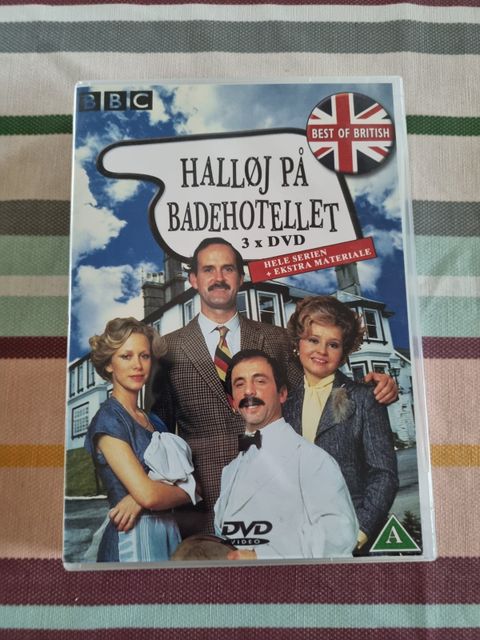 BBC
BEST OF BRITISH
HALLØJ PÅ
BADEHOTELLET
3 x DVD
HELE SERIEN
+ EKSTRA MATERIALE
DVD
VIDEO
A